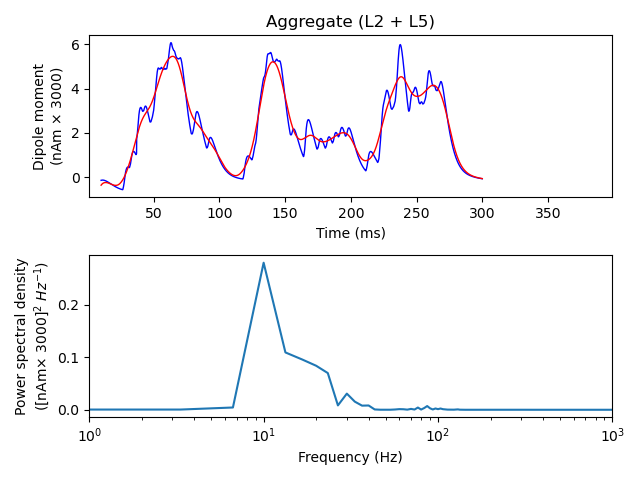 Aggregate (L2 + L5)
Dipole moment
(nAm × 3000)
6
4
2
0
50 100 150 200 250 300 350
Time (ms)
Power spectral density
([nAm× 3000]² Hz⁻¹)
0.2
0.1
0.0
10⁰ 10¹ 10² 10³
Frequency (Hz)